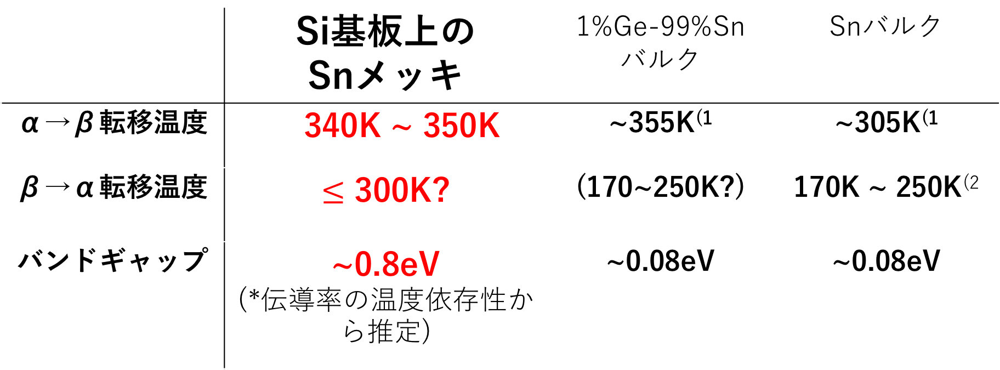 Si基板上の
Snメッキ
1%Ge-99%Sn
バルク
Snバルク
α→β転移温度
340K ~ 350K
~355K(1
~305K(1
β→α転移温度
≤ 300K?
(170~250K?)
170K ~ 250K(2
バンドギャップ
~0.8eV
(*伝導率の温度依存性か
ら推定)
~0.08eV
~0.08eV